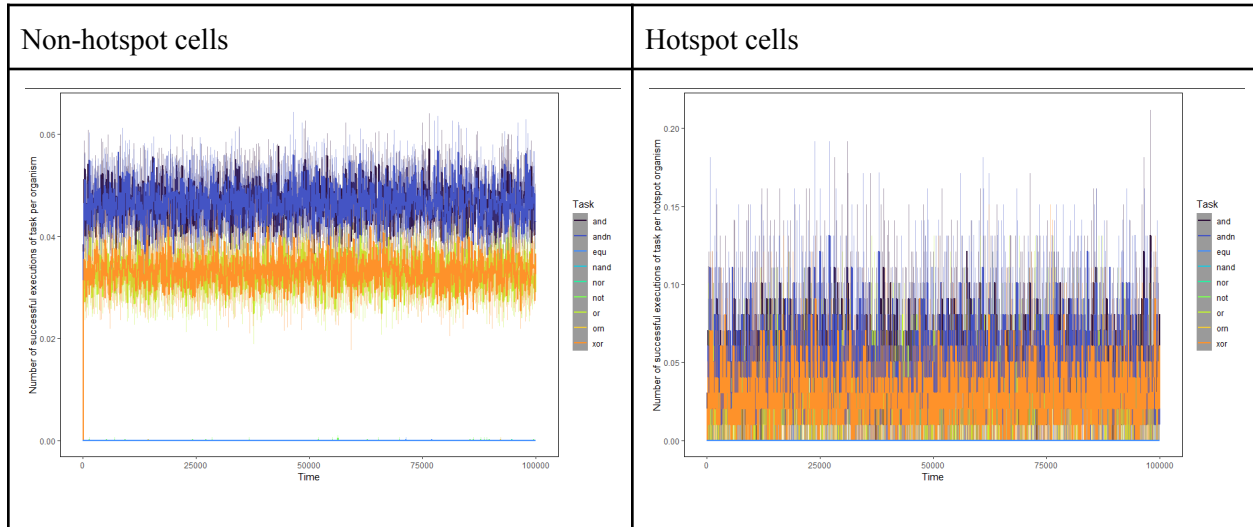 Non-hotspot cells
Hotspot cells
Number of successful executions of task per organism
0.06
0.04
0.02
0.00
0
25000
50000
75000
100000
Time
Task
and
andn
equ
nand
nor
not
or
orn
xor
Number of successful executions of task per hotspot organism
0.20
0.15
0.10
0.05
0.00
0
25000
50000
75000
100000
Time
Task
and
andn
equ
nand
nor
not
or
orn
xor